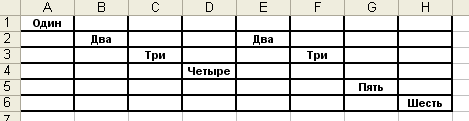 A B C D E F G H
1 Один
2 Два Два
3 Три Три
4 Четыре
5 Пять
6 Шесть
7